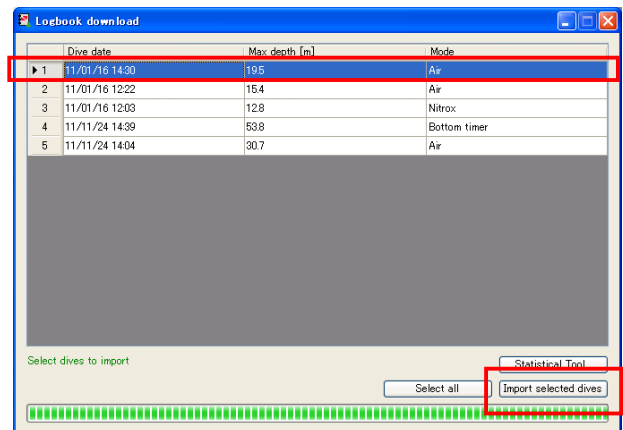 Logbook download
Dive date Max depth [m] Mode
1 11/01/16 14:30 19.5 Air
2 11/01/16 12:22 15.4 Air
3 11/01/16 12:03 12.8 Nitrox
4 11/11/24 14:39 53.8 Bottom timer
5 11/11/24 14:04 30.7 Air
Select dives to import
Statistical Tool
Select all Import selected dives